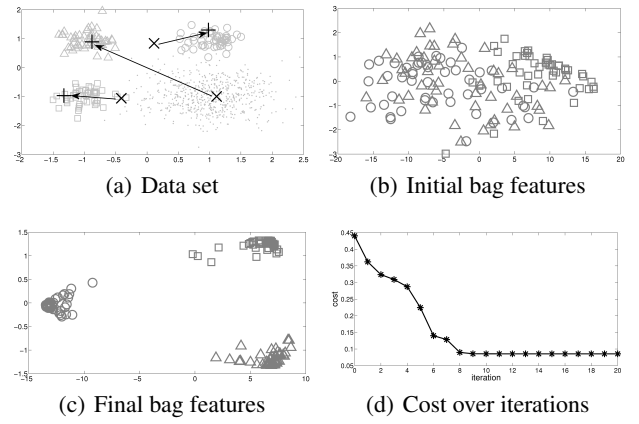 2
1
0
−1
−2
−3
−2 −1.5 −1 −0.5 0 0.5 1 1.5 2 2.5
(a) Data set
3
2
1
0
−1
−2
−3
−20 −15 −10 −5 0 5 10 15 20
(b) Initial bag features
1.5
1
0.5
0
−0.5
−1
−1.5
−15 −10 −5 0 5 10
(c) Final bag features
0.45
0.4
0.35
0.3
0.25
0.2
0.15
0.1
0.05
cost
0 2 4 6 8 10 12 14 16 18 20
iteration
(d) Cost over iterations